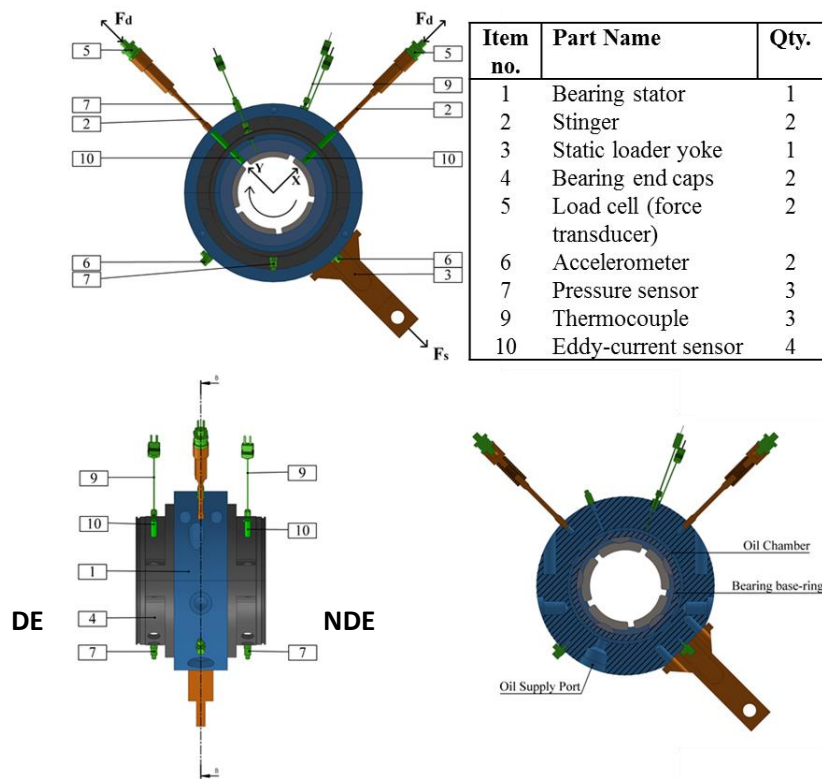 Fd
Fd
5
5
7
9
2
2
10
10
Y
X
6
6
7
3
Fs
Item no. Part Name Qty.
1 Bearing stator 1
2 Stinger 2
3 Static loader yoke 1
4 Bearing end caps 2
5 Load cell (force 2
transducer)
6 Accelerometer 2
7 Pressure sensor 3
9 Thermocouple 3
10 Eddy-current sensor 4
9
9
10
10
1
DE
NDE
4
7
7
Oil Chamber
Bearing base-ring
Oil Supply Port